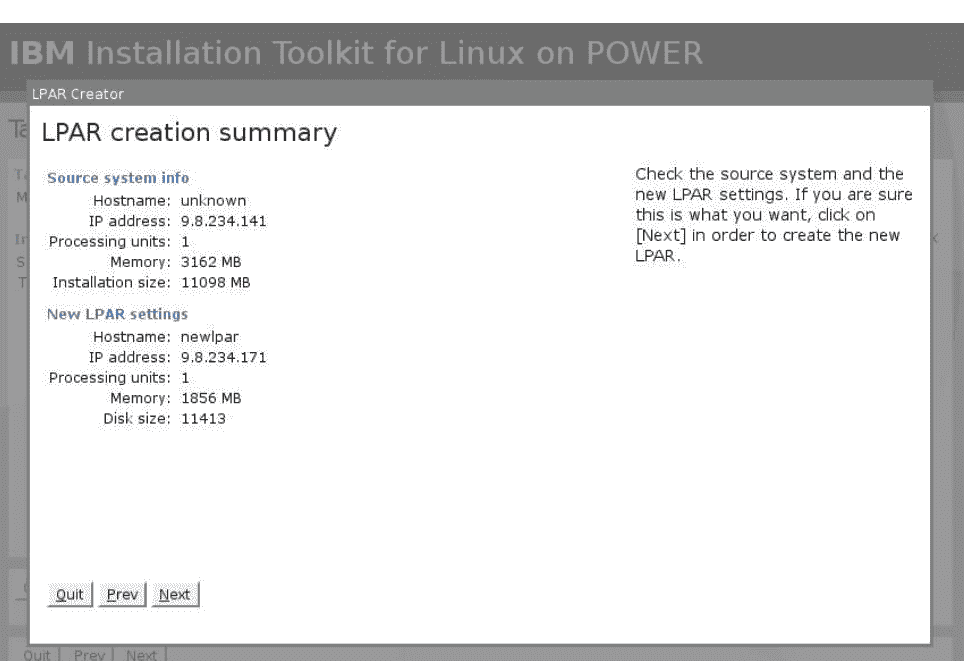 IBM Installation Toolkit for Linux on POWER
LPAR Creator
LPAR creation summary
Source system info
Hostname: unknown
IP address: 9.8.234.141
Processing units: 1
Memory: 3162 MB
Installation size: 11098 MB
New LPAR settings
Hostname: newlpar
IP address: 9.8.234.171
Processing units: 1
Memory: 1856 MB
Disk size: 11413
Check the source system and the
new LPAR settings. If you are sure
this is what you want, click on
[Next] in order to create the new
LPAR.
Quit Prev Next
Quit Prev Next